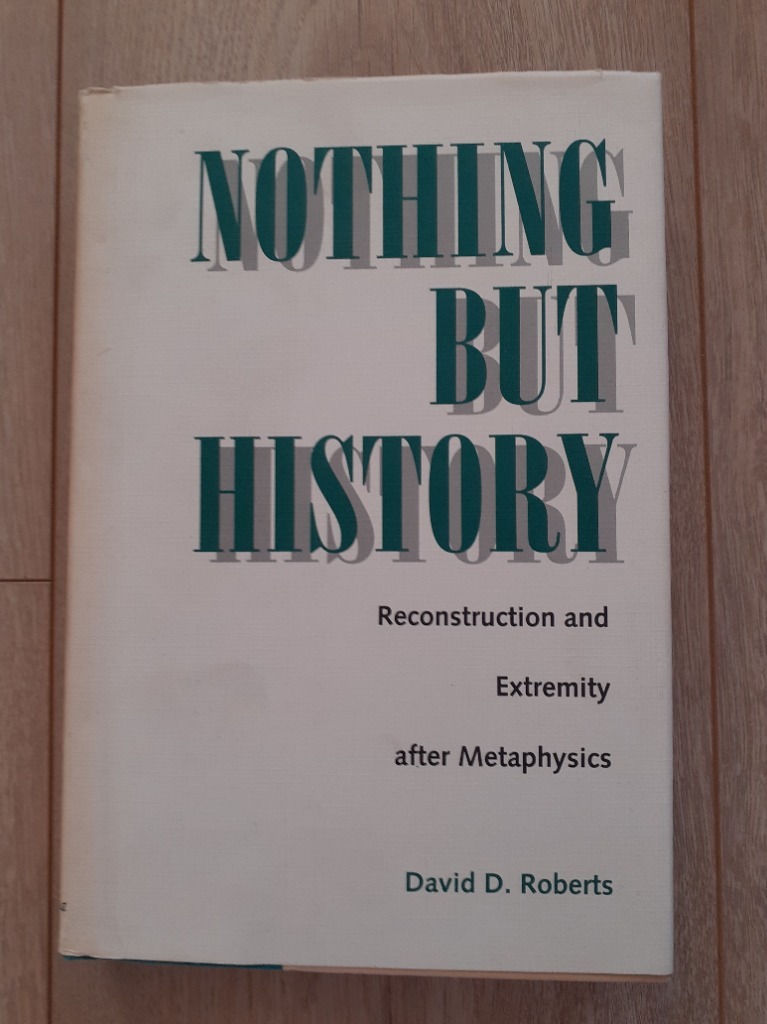 NOTHING
BUT
HISTORY
Reconstruction and
Extremity
after Metaphysics
David D. Roberts